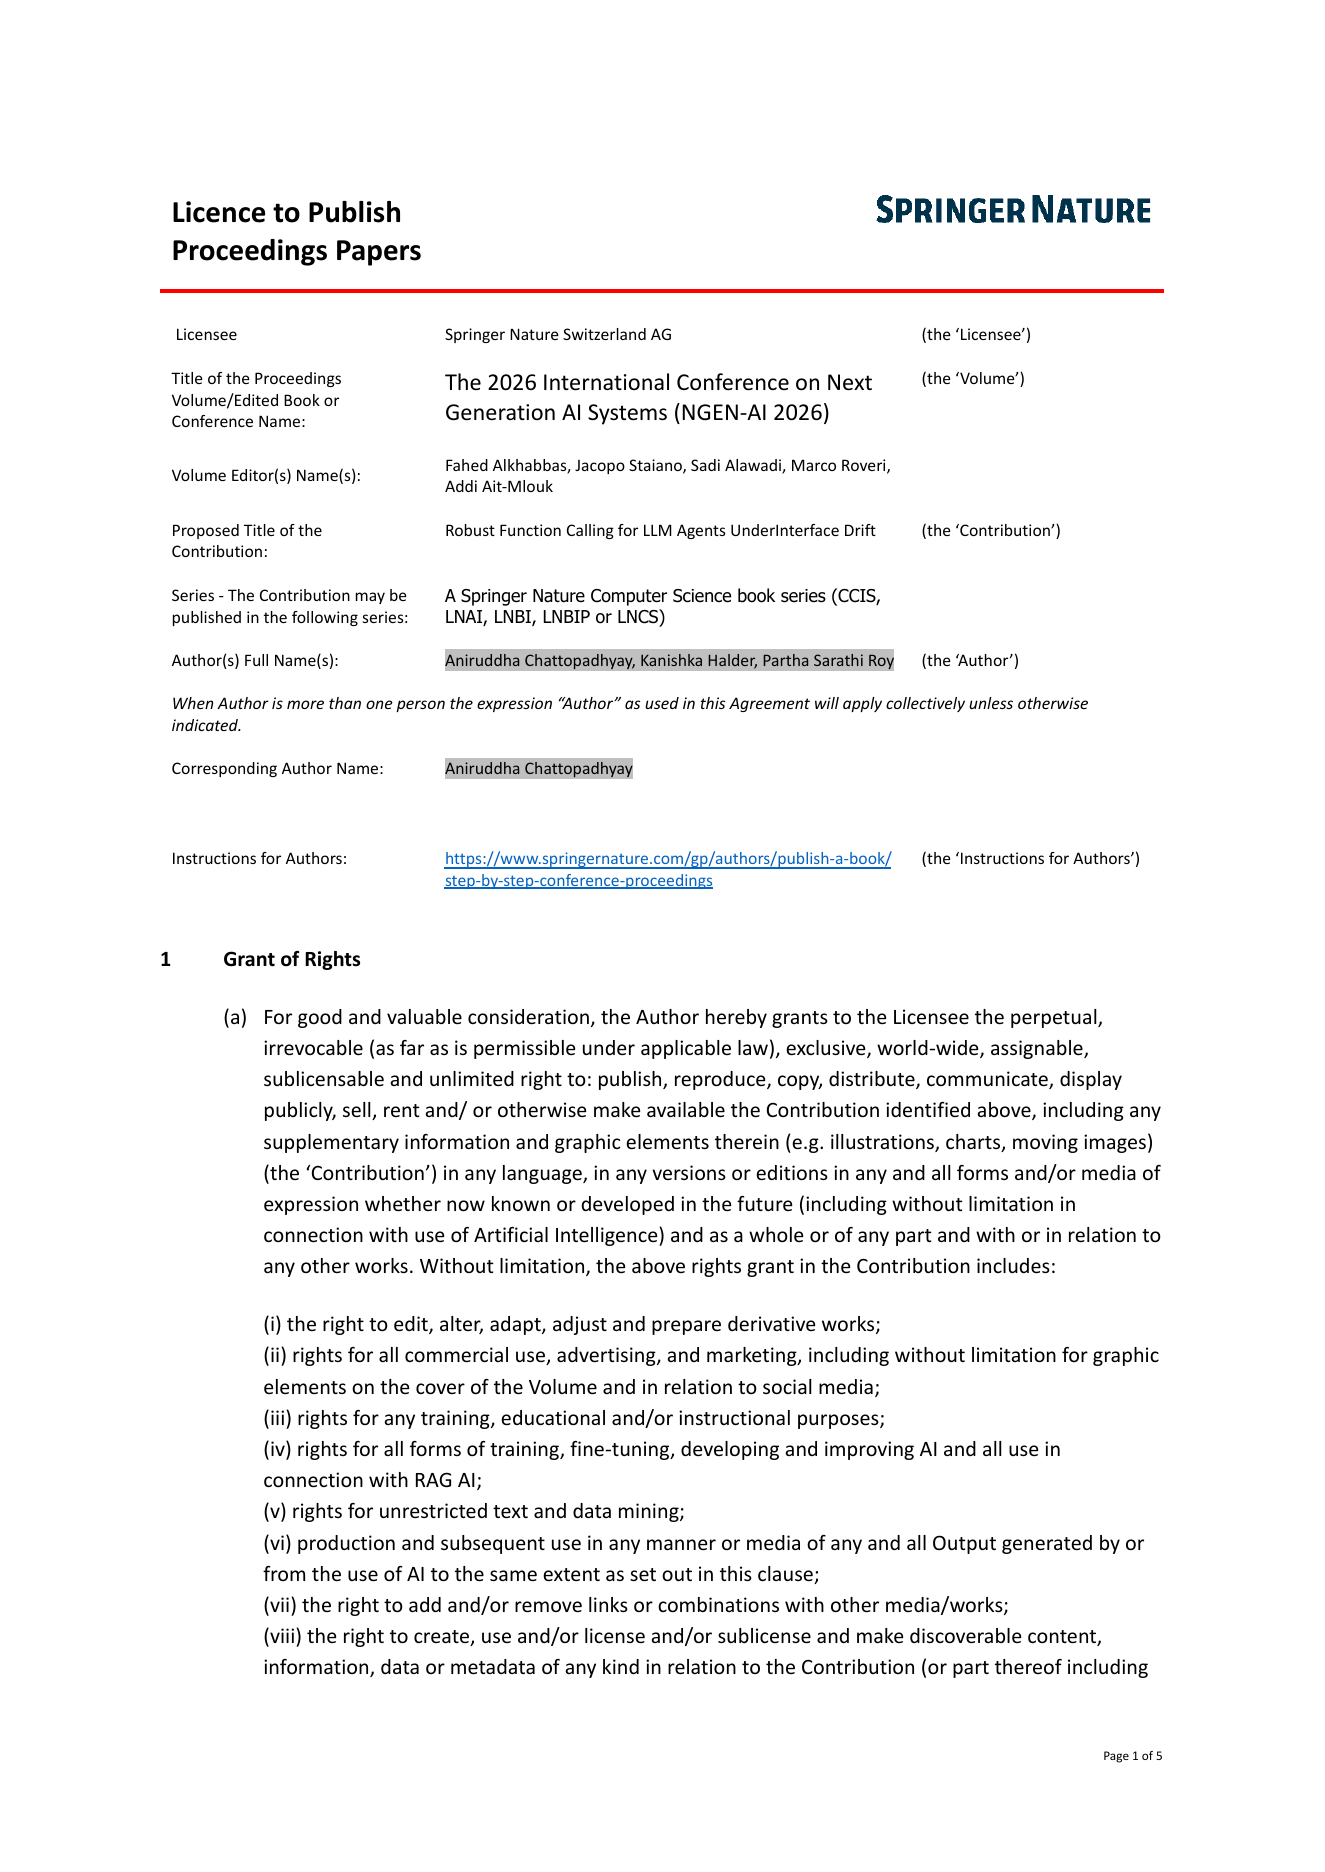 Licence to Publish
Proceedings Papers
SPRINGER NATURE
Licensee
Springer Nature Switzerland AG
(the ‘Licensee’)
Title of the Proceedings
Volume/Edited Book or
Conference Name:
The 2026 International Conference on Next
Generation AI Systems (NGEN-AI 2026)
(the ‘Volume’)
Volume Editor(s) Name(s):
Fahed Alkhabbas, Jacopo Staiano, Sadi Alawadi, Marco Roveri,
Addi Ait-Mlouk
Proposed Title of the
Contribution:
Robust Function Calling for LLM Agents UnderInterface Drift
(the ‘Contribution’)
Series - The Contribution may be
published in the following series:
A Springer Nature Computer Science book series (CCIS,
LNAI, LNBI, LNBIP or LNCS)
Author(s) Full Name(s):
Aniruddha Chattopadhyay, Kanishka Halder, Partha Sarathi Roy
(the ‘Author’)
When Author is more than one person the expression “Author” as used in this Agreement will apply collectively unless otherwise
indicated.
Corresponding Author Name:
Aniruddha Chattopadhyay
Instructions for Authors:
https://www.springernature.com/gp/authors/publish-a-book/
step-by-step-conference-proceedings
(the ‘Instructions for Authors’)
1 Grant of Rights
(a) For good and valuable consideration, the Author hereby grants to the Licensee the perpetual,
irrevocable (as far as is permissible under applicable law), exclusive, world-wide, assignable,
sublicensable and unlimited right to: publish, reproduce, copy, distribute, communicate, display
publicly, sell, rent and/ or otherwise make available the Contribution identified above, including any
supplementary information and graphic elements therein (e.g. illustrations, charts, moving images)
(the ‘Contribution’) in any language, in any versions or editions in any and all forms and/or media of
expression whether now known or developed in the future (including without limitation in
connection with use of Artificial Intelligence) and as a whole or of any part and with or in relation to
any other works. Without limitation, the above rights grant in the Contribution includes:
(i) the right to edit, alter, adapt, adjust and prepare derivative works;
(ii) rights for all commercial use, advertising, and marketing, including without limitation for graphic
elements on the cover of the Volume and in relation to social media;
(iii) rights for any training, educational and/or instructional purposes;
(iv) rights for all forms of training, fine-tuning, developing and improving AI and all use in
connection with RAG AI;
(v) rights for unrestricted text and data mining;
(vi) production and subsequent use in any manner or media of any and all Output generated by or
from the use of AI to the same extent as set out in this clause;
(vii) the right to add and/or remove links or combinations with other media/works;
(viii) the right to create, use and/or license and/or sublicense and make discoverable content,
information, data or metadata of any kind in relation to the Contribution (or part thereof including
Page 1 of 5